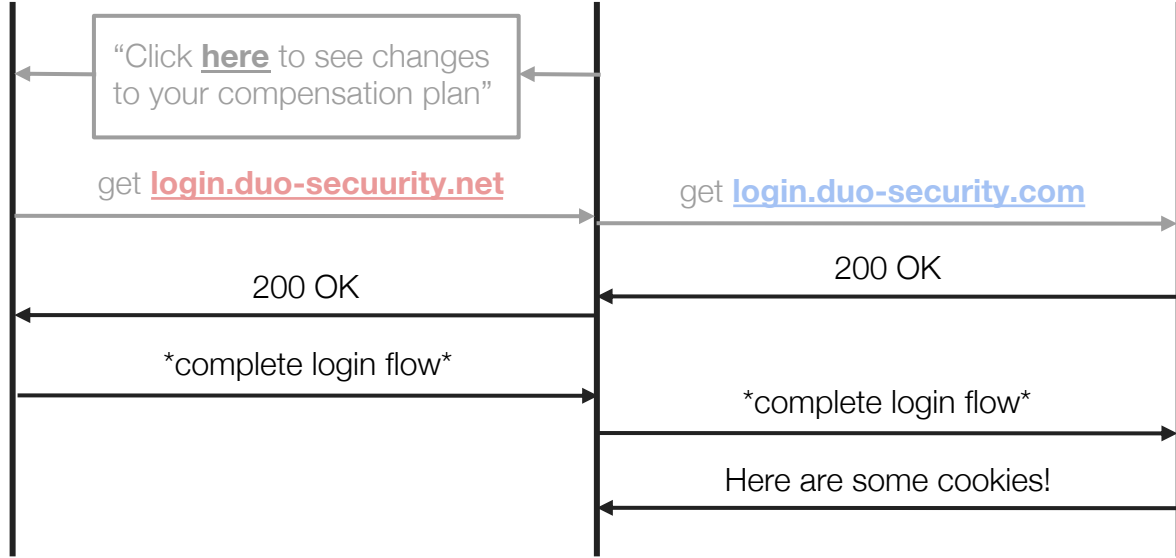 “Click here to see changes
to your compensation plan”
get login.duo-secuurity.net
get login.duo-security.com
200 OK
200 OK
*complete login flow*
*complete login flow*
Here are some cookies!